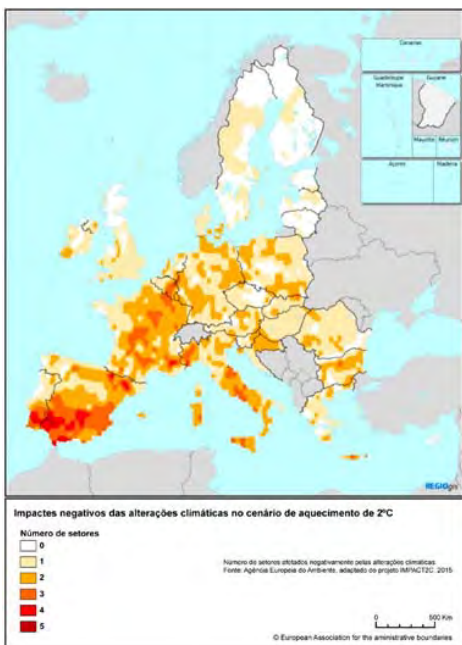 Canarias
Guadeloupe
Martinique
Guyane
Mayotte
Réunion
Açores
Madeira
REGIOgis
Impactes negativos das alterações climáticas no cenário de aquecimento de 2ºC
Número de setores
0
1
2
3
4
5
Número de setores afetados negativamente pelas alterações climáticas
Fonte: Agência Europeia do Ambiente, adaptado do projeto IMPACT2C, 2015
0
500 Km
© European Association for the aministrative boundaries